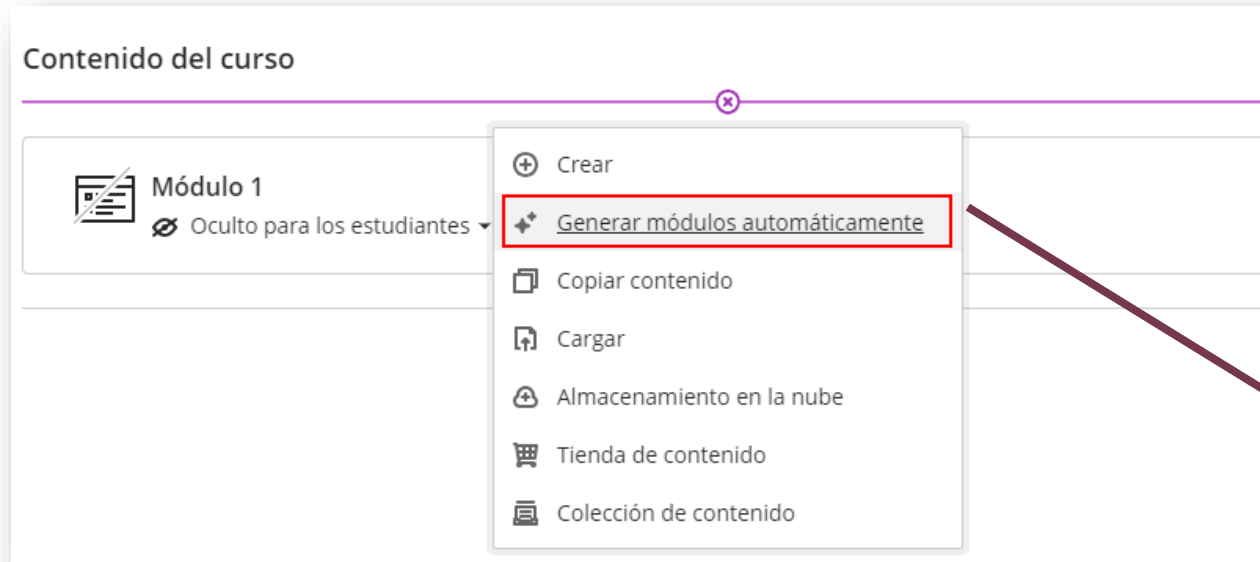 Contenido del curso
Módulo 1
Oculto para los estudiantes
Crear
Generar módulos automáticamente
Copiar contenido
Cargar
Almacenamiento en la nube
Tienda de contenido
Colección de contenido